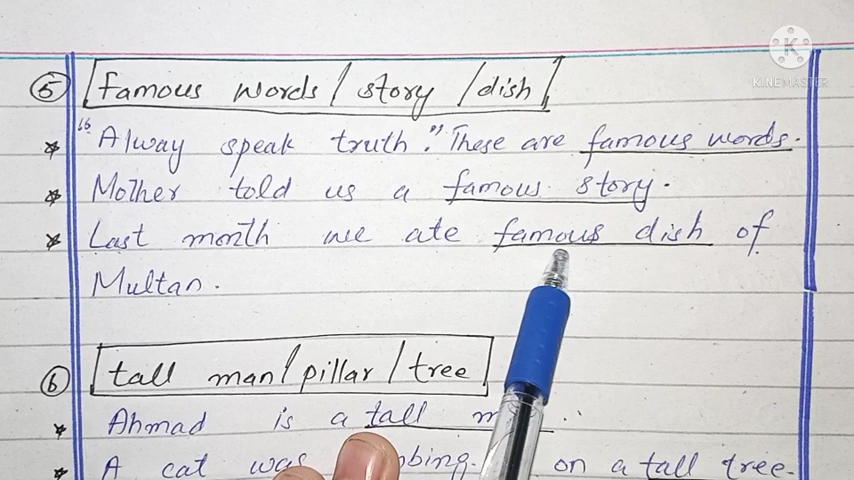 ⑤ famous words / story / dish
* "Alway speak truth". These are famous words.
* Mother told us a famous story.
* Last month we ate famous dish of
Multan.
⑥ tall man / pillar / tree
* Ahmad is a tall
* A cat was on a tall tree.
K
KINEMASTER